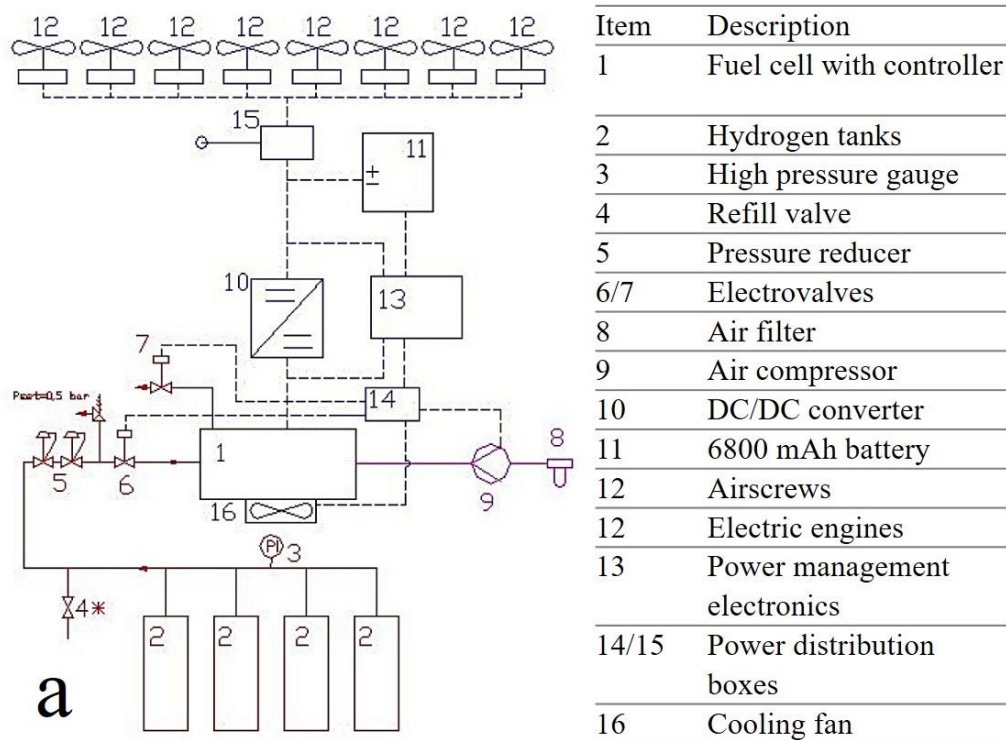 12 12 12 12 12 12 12 12
15
11
±
10
13
7
Pset=0,5 bar
14
1
8
5
6
9
16
PI
3
4*
2 2 2 2
a
Item Description
1 Fuel cell with controller
2 Hydrogen tanks
3 High pressure gauge
4 Refill valve
5 Pressure reducer
6/7 Electrovalves
8 Air filter
9 Air compressor
10 DC/DC converter
11 6800 mAh battery
12 Airscrews
12 Electric engines
13 Power management
electronics
14/15 Power distribution
boxes
16 Cooling fan